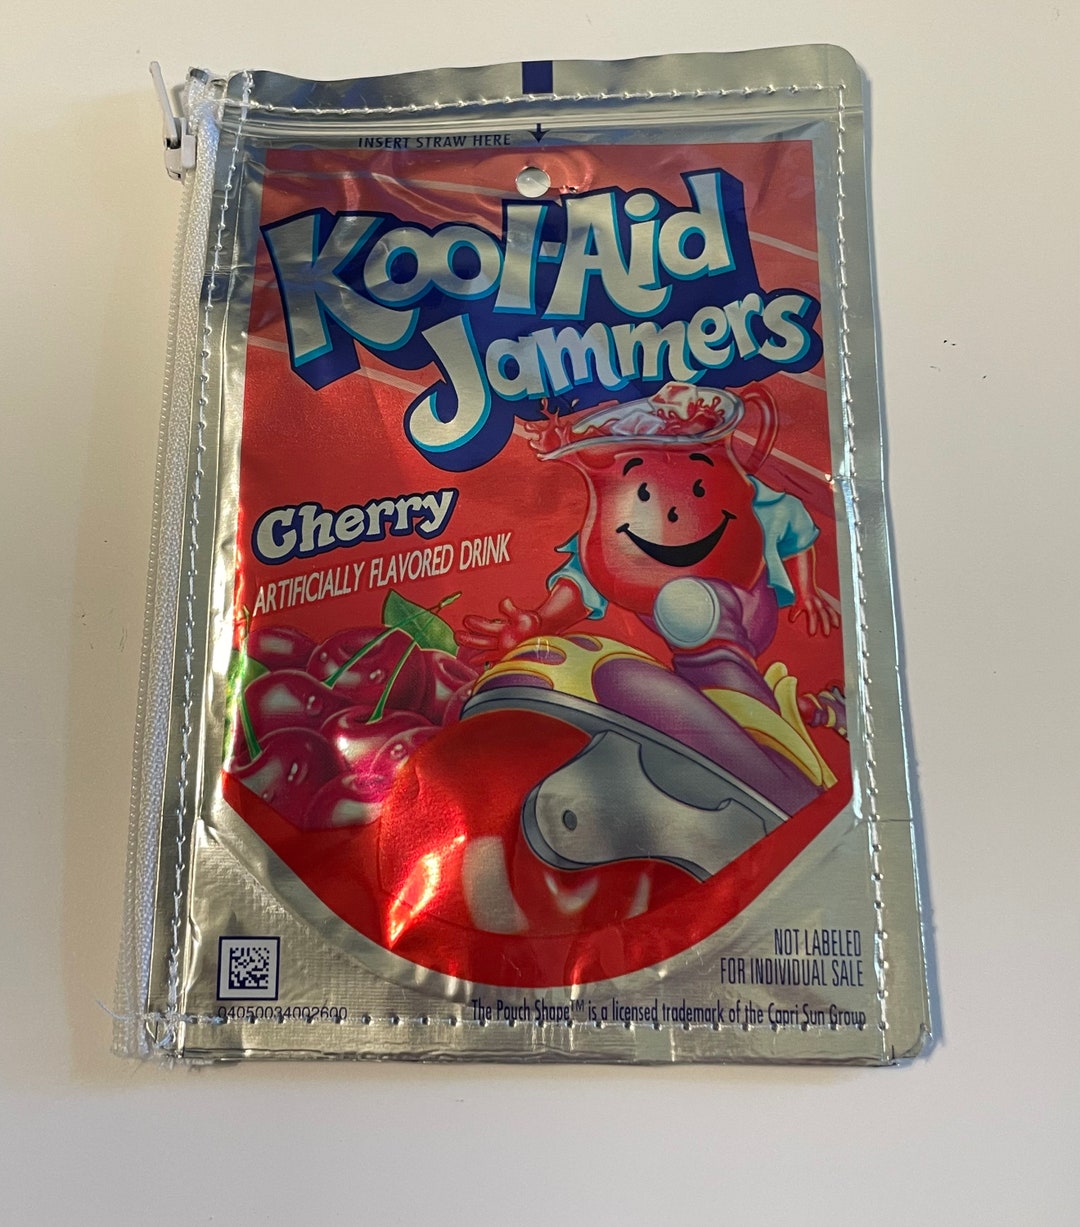 INSERT STRAW HERE
Kool-Aid
Jammers
Cherry
ARTIFICIALLY FLAVORED DRINK
NOT LABELED
FOR INDIVIDUAL SALE
04050034002600
The Pouch Shape™ is a licensed trademark of the Capri Sun Group